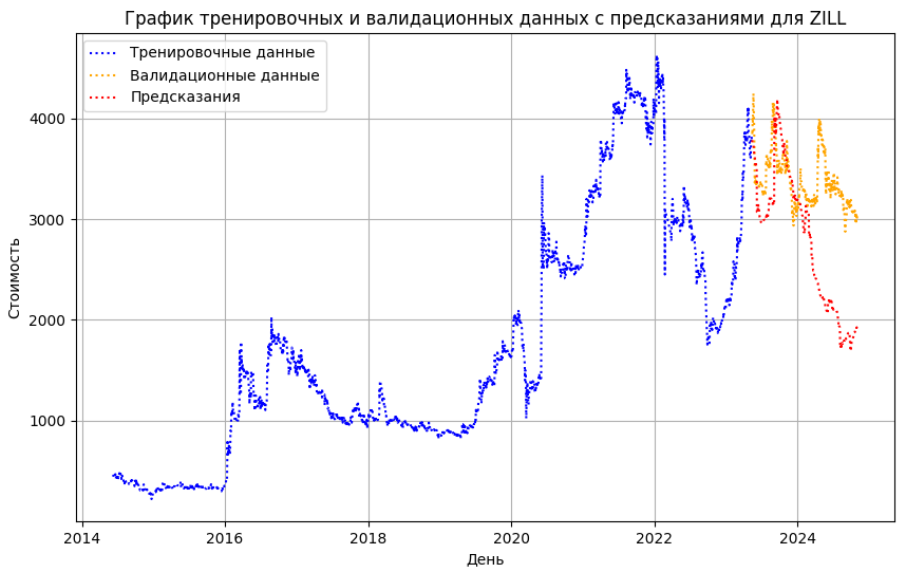 График тренировочных и валидационных данных с предсказаниями для ZILL
Тренировочные данные
Валидационные данные
Предсказания
4000
3000
2000
1000
Стоимость
2014 2016 2018 2020 2022 2024
День